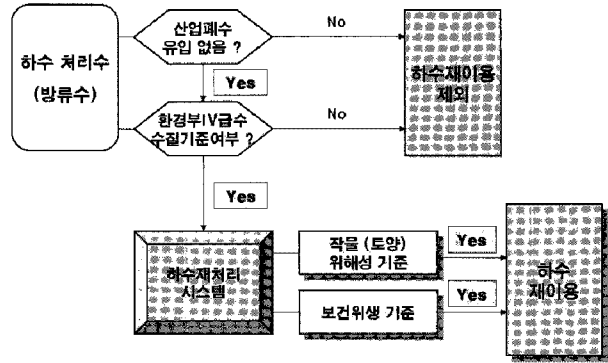 하수 처리수
(방류수)
산업폐수
유입 없음 ?
No
Yes
하수재이용
제외
환경부IV급수
수질기준여부 ?
No
Yes
하수재처리
시스템
작물 (토양)
위해성 기준
Yes
보건위생 기준
Yes
하수
재이용